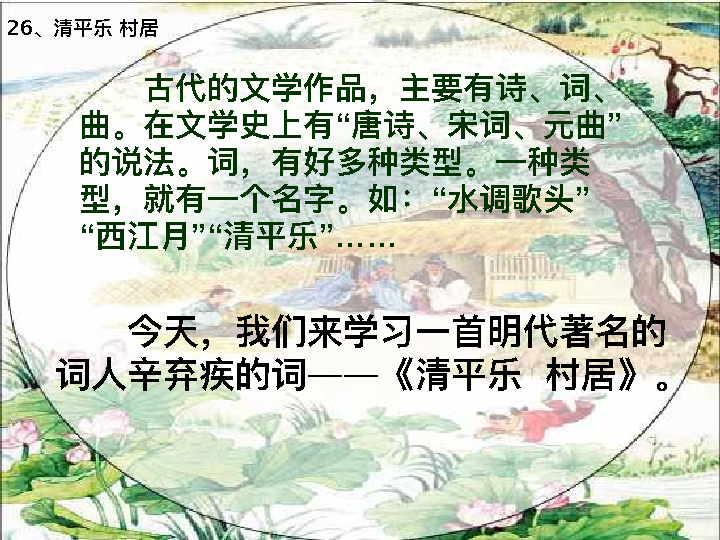 26、清平乐 村居
古代的文学作品，主要有诗、词、
曲。在文学史上有“唐诗、宋词、元曲”
的说法。词，有好多种类型。一种类
型，就有一个名字。如：“水调歌头”
“西江月”“清平乐”……
今天，我们来学习一首明代著名的
词人辛弃疾的词——《清平乐 村居》。